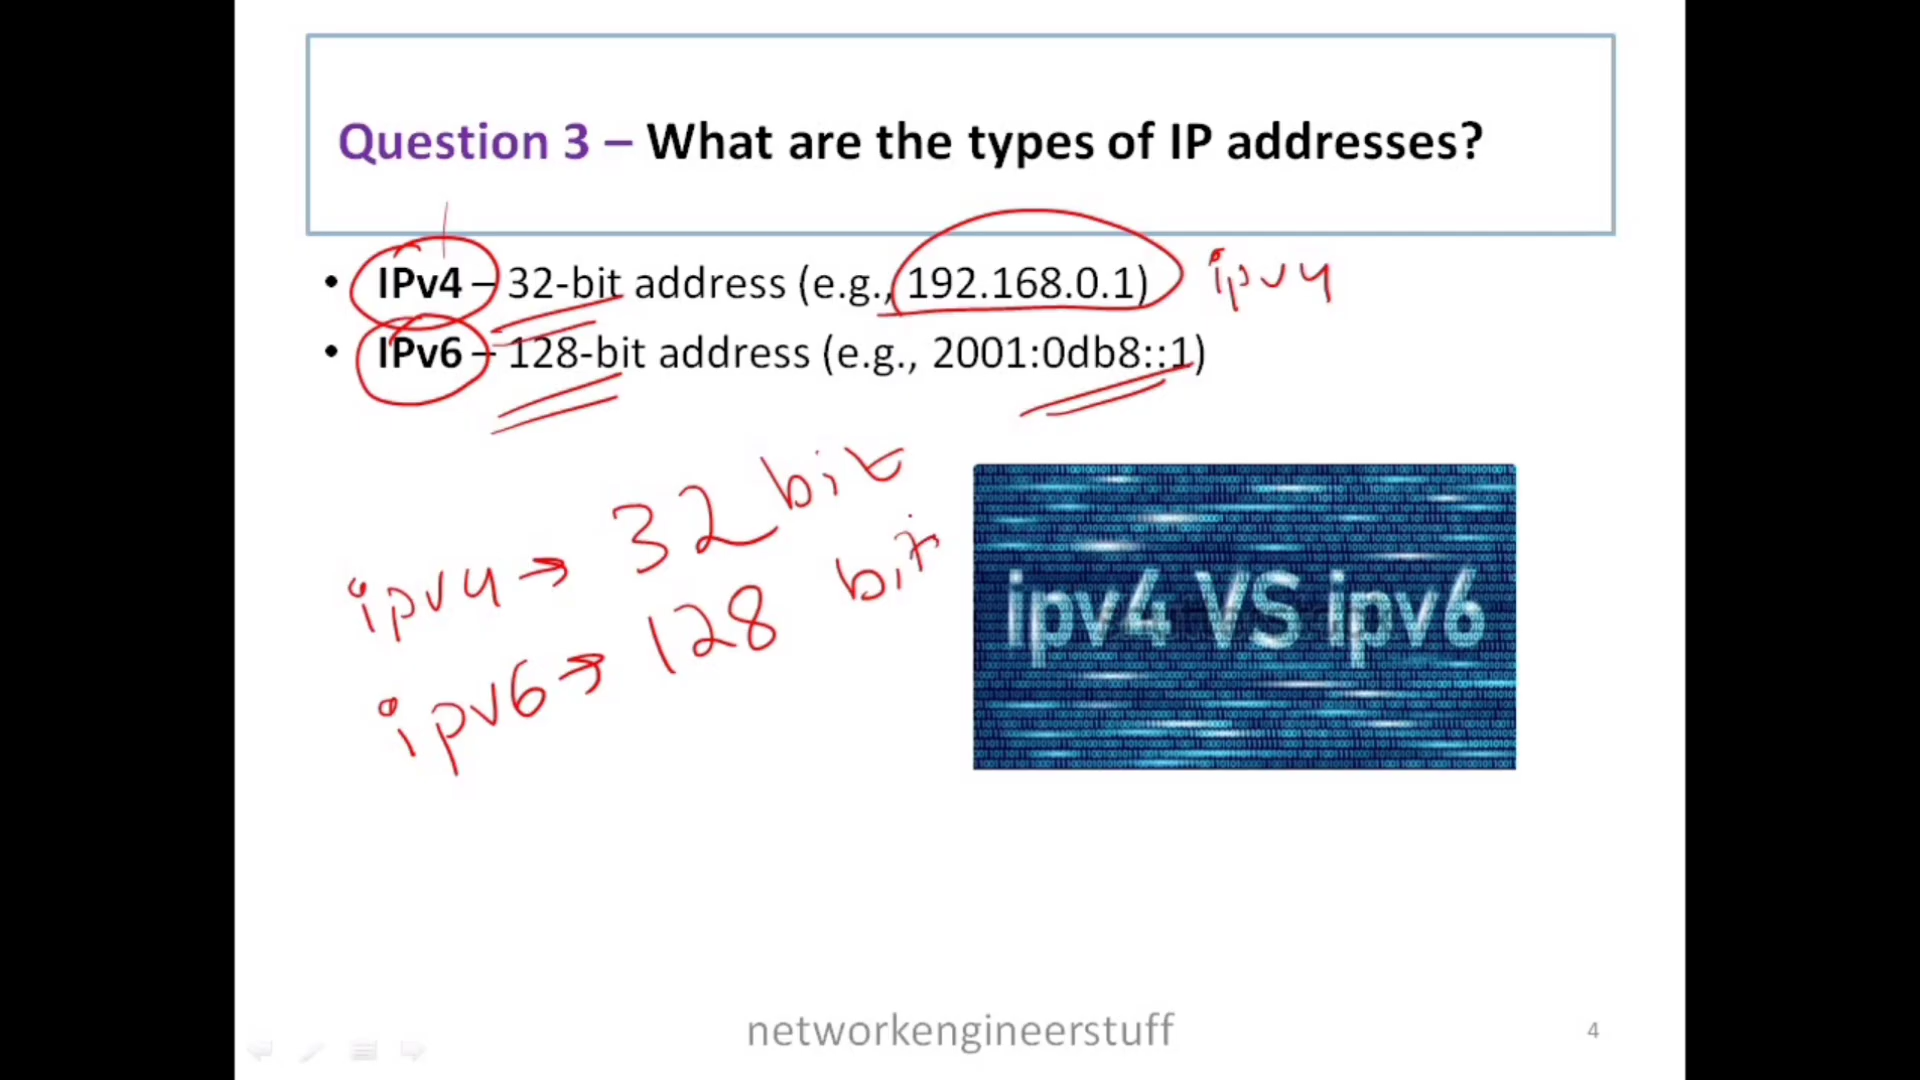 Question 3 – What are the types of IP addresses?
• IPv4 – 32-bit address (e.g., 192.168.0.1) ipv4
• IPv6 – 128-bit address (e.g., 2001:0db8::1)
ipv4 → 32 bit
ipv6 → 128 bit
ipv4 VS ipv6
networkengineerstuff
4